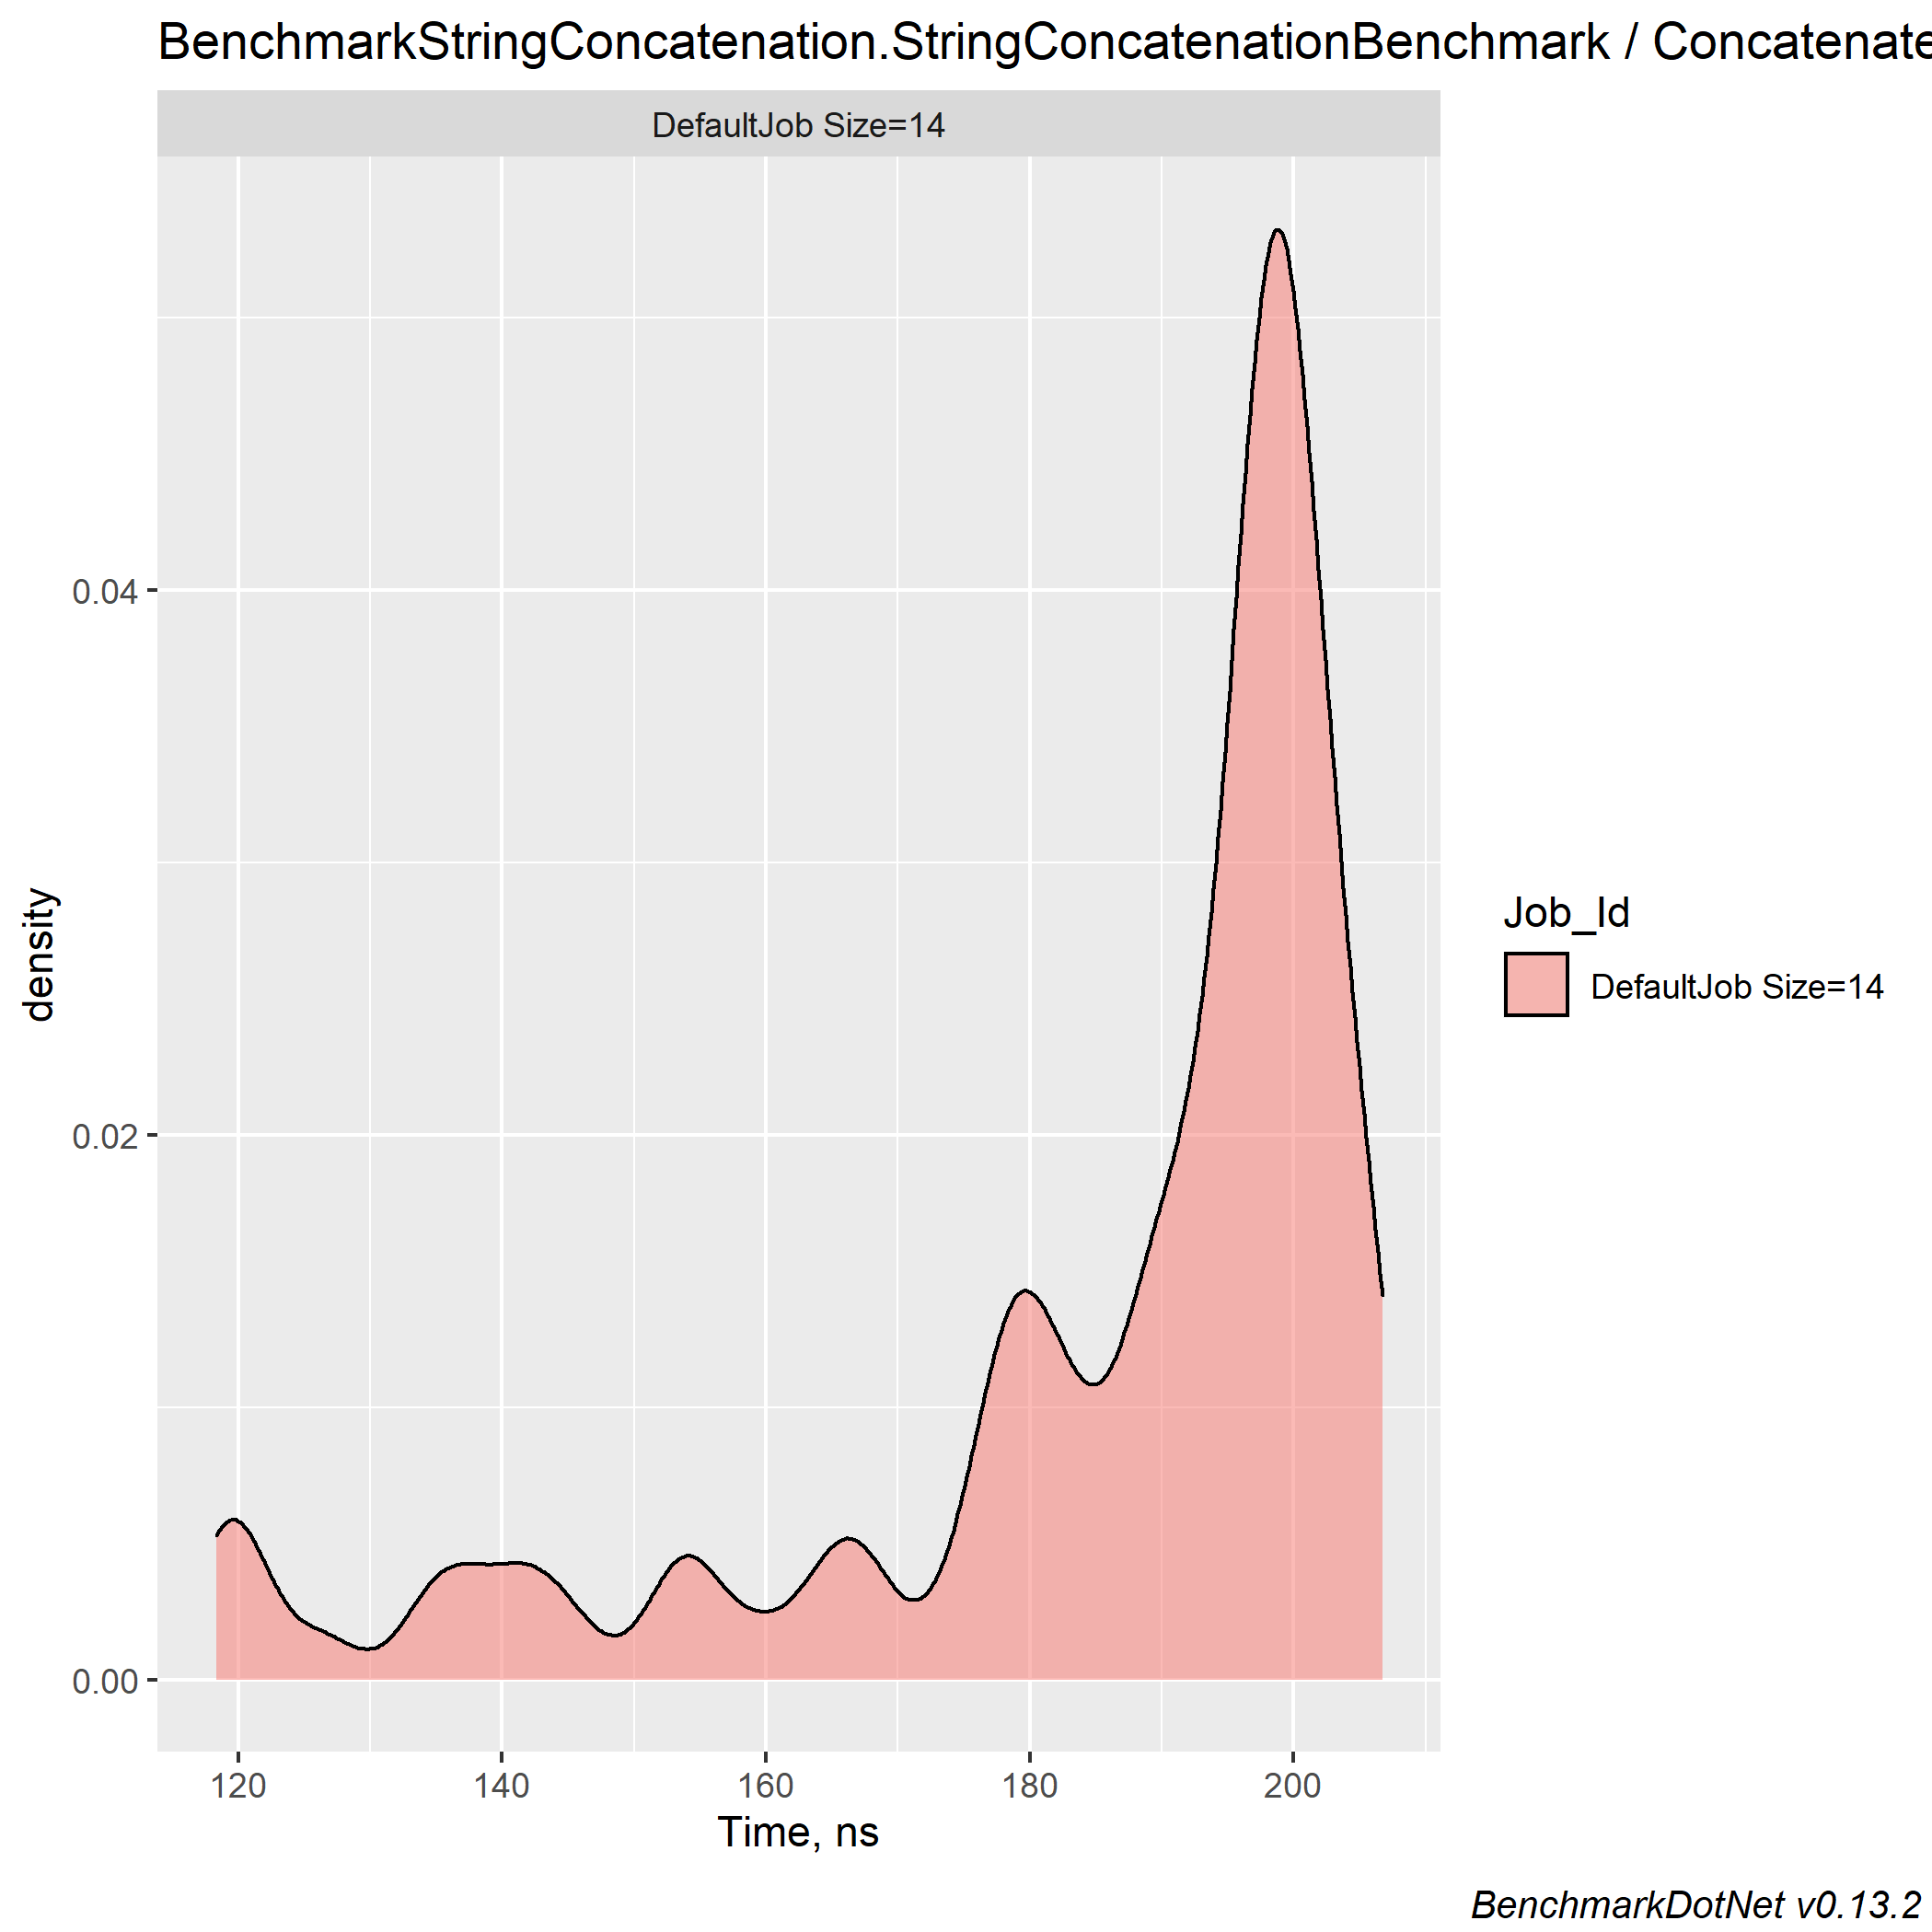 BenchmarkStringConcatenation.StringConcatenationBenchmark / Concatenate
DefaultJob Size=14
0.04
0.02
0.00
density
120 140 160 180 200
Time, ns
Job_Id
DefaultJob Size=14
BenchmarkDotNet v0.13.2